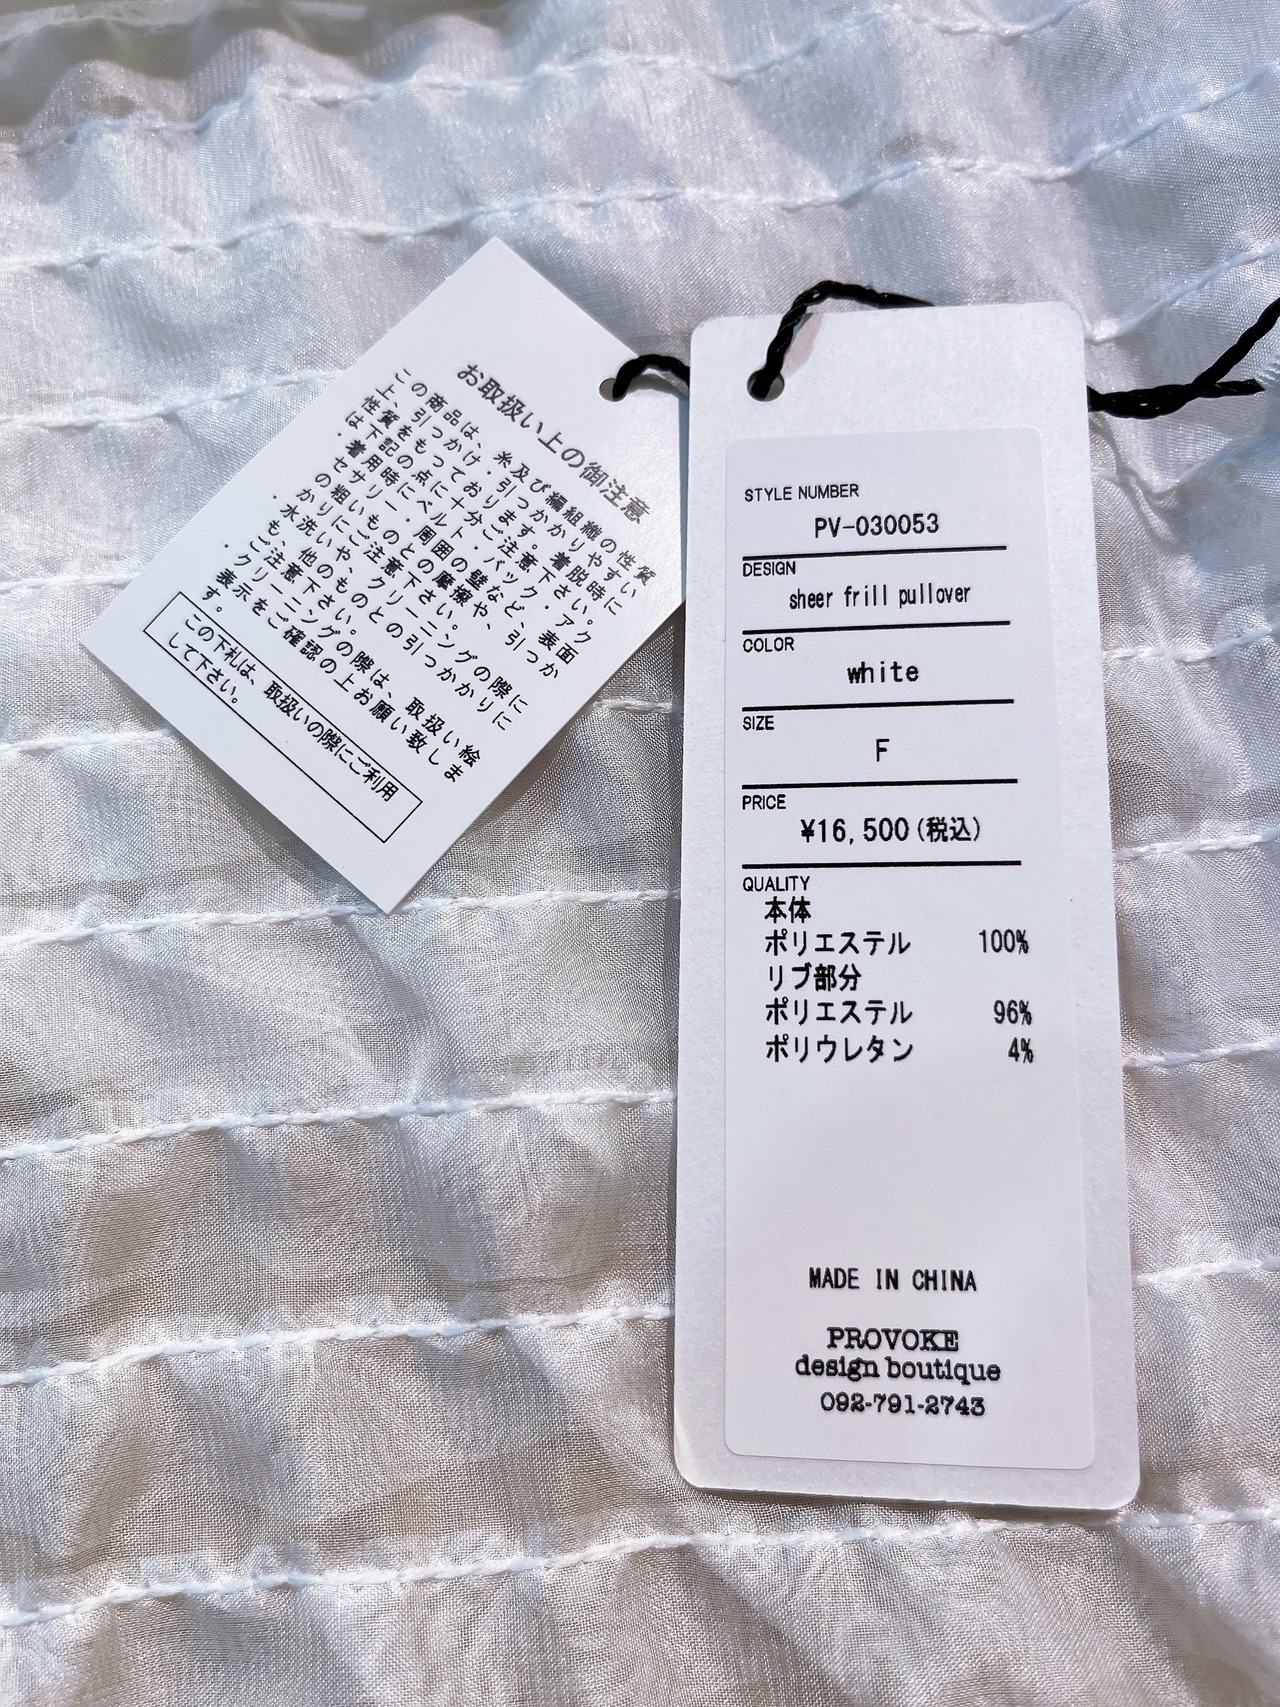 お取扱い上の御注意
この商品は、糸及び編組織の性質
上、引っかけ・引っかかりやすい
性質をもっております。着脱時に
は下記の点に十分ご注意下さい。
・着用時にベルト・バック・アク
セサリー・周囲の壁など、表面
の粗いものとの摩擦や、引っか
かりにご注意下さい。
・水洗いや、クリーニングの際に
も、他のものとの引っかかりに
ご注意下さい。
・クリーニングの際は、取扱い絵
表示をご確認の上お願い致しま
す。
この下札は、取扱いの際にご利用
して下さい。
STYLE NUMBER
PV-030053
DESIGN
sheer frill pullover
COLOR
white
SIZE
F
PRICE
¥16,500(税込)
QUALITY
本体
ポリエステル 100%
リブ部分
ポリエステル 96%
ポリウレタン 4%
MADE IN CHINA
PROVOKE
design boutique
092-791-2743